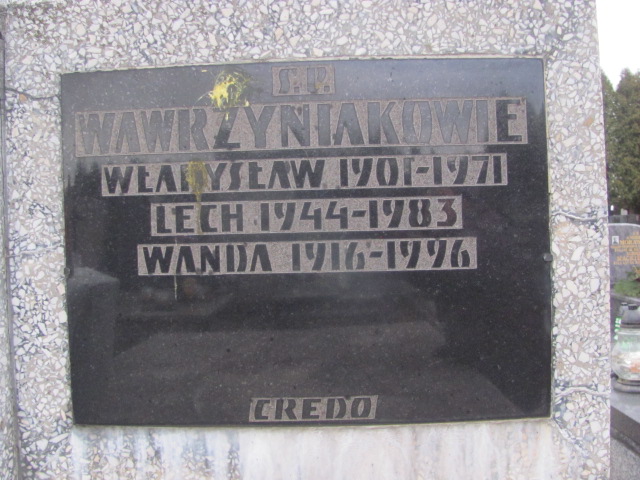 Ś.P.
WAWRZYNIAKOWIE
WŁADYSŁAW 1901-1971
LECH 1944-1983
WANDA 1916-1996
CREDO